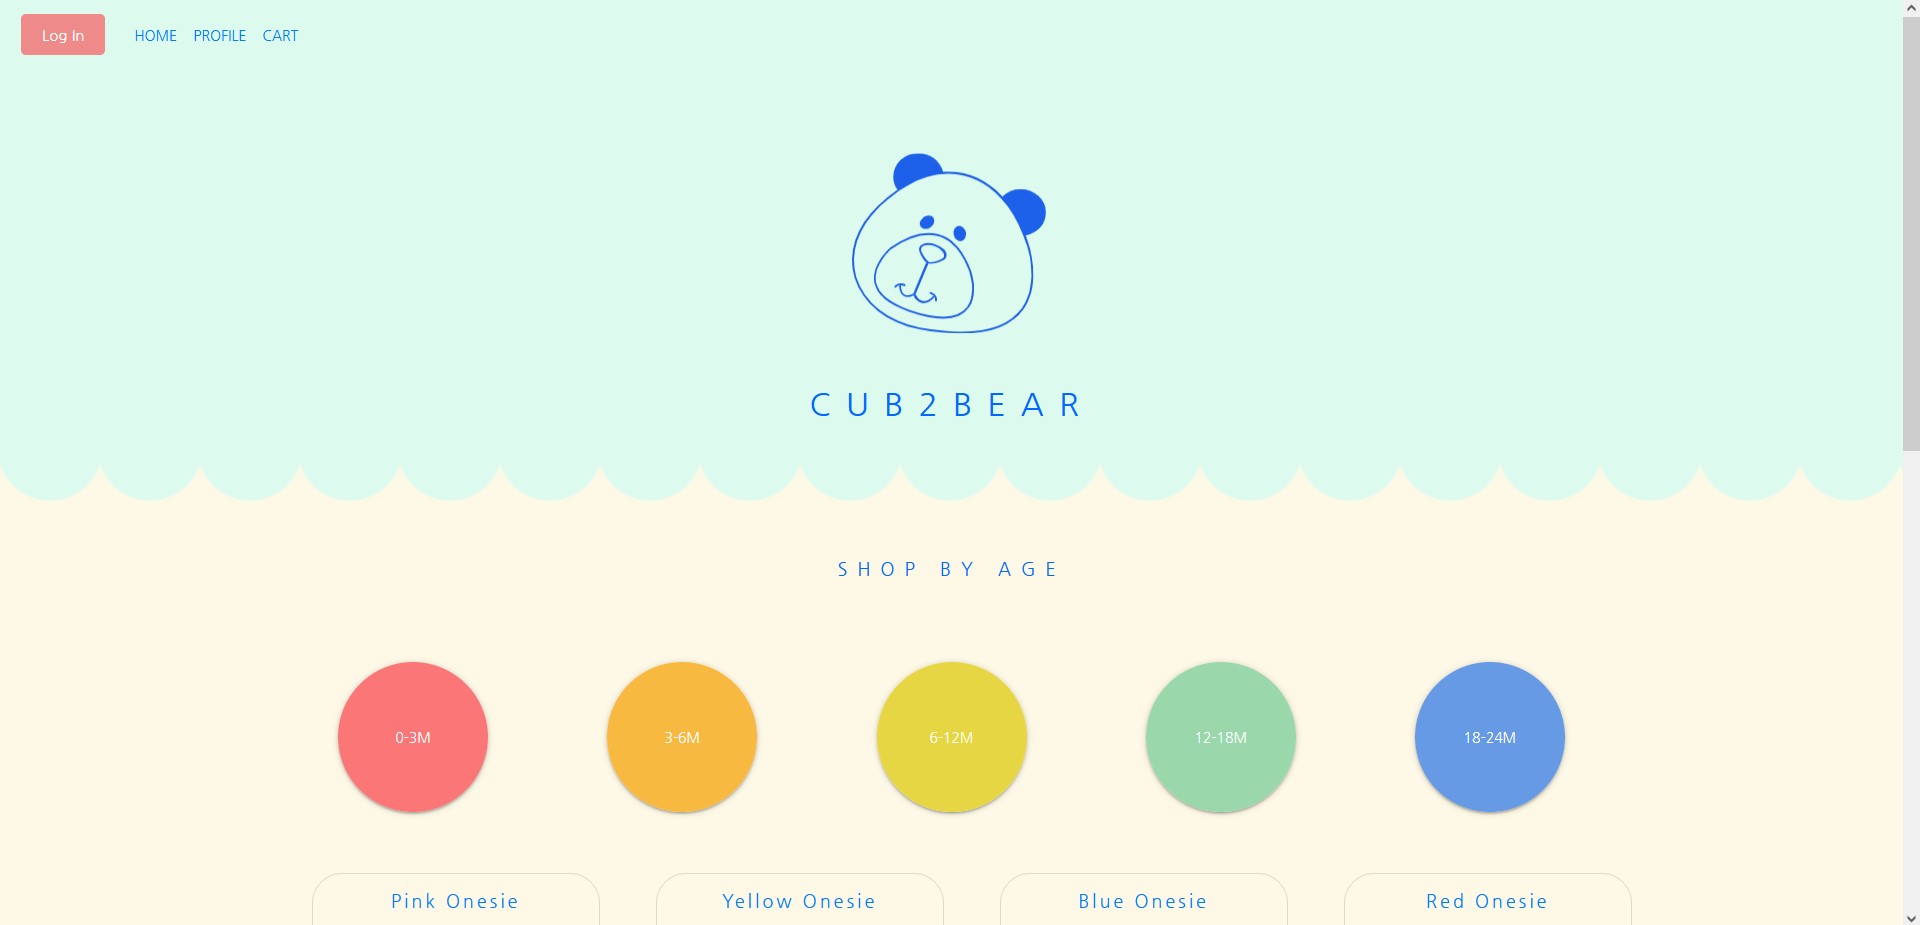 Log In HOME PROFILE CART
CUB2BEAR
SHOP BY AGE
0-3M 3-6M 6-12M 12-18M 18-24M
Pink Onesie Yellow Onesie Blue Onesie Red Onesie